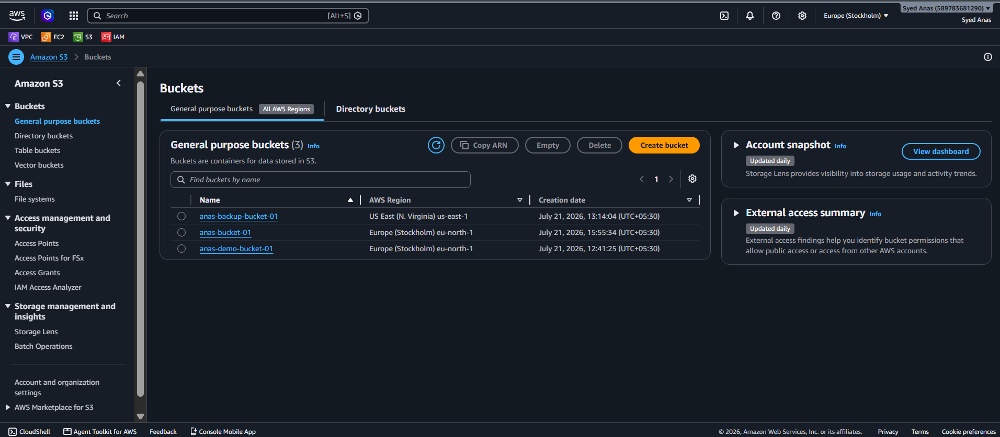 aws
Search [Alt+S]
Europe (Stockholm)
Syed Anas (589783681290)
Syed Anas
VPC EC2 S3 IAM
Amazon S3 Buckets
Amazon S3
Buckets
General purpose buckets
Directory buckets
Table buckets
Vector buckets
Files
File systems
Access management and
security
Access Points
Access Points for FSx
Access Grants
IAM Access Analyzer
Storage management and
insights
Storage Lens
Batch Operations
Account and organization
settings
AWS Marketplace for S3
Buckets
General purpose buckets All AWS Regions Directory buckets
General purpose buckets (3) Info
Copy ARN Empty Delete Create bucket
Buckets are containers for data stored in S3.
Find buckets by name
1
Name AWS Region Creation date
anas-backup-bucket-01 US East (N. Virginia) us-east-1 July 21, 2026, 13:14:04 (UTC+05:30)
anas-bucket-01 Europe (Stockholm) eu-north-1 July 21, 2026, 15:55:34 (UTC+05:30)
anas-demo-bucket-01 Europe (Stockholm) eu-north-1 July 21, 2026, 12:41:25 (UTC+05:30)
Account snapshot Info
View dashboard
Updated daily
Storage Lens provides visibility into storage usage and activity trends.
External access summary Info
Updated daily
External access findings help you identify bucket permissions that
allow public access or access from other AWS accounts.
CloudShell Agent Toolkit for AWS Feedback Console Mobile App
© 2026, Amazon Web Services, Inc. or its affiliates. Privacy Terms Cookie preferences